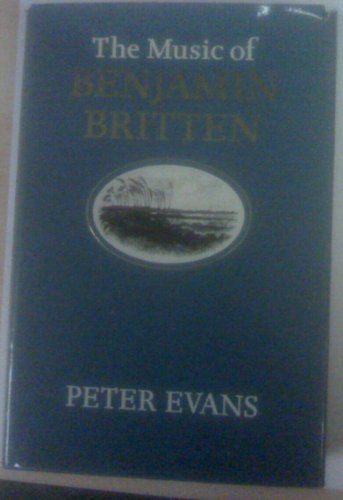 The Music of
BENJAMIN
BRITTEN
PETER EVANS